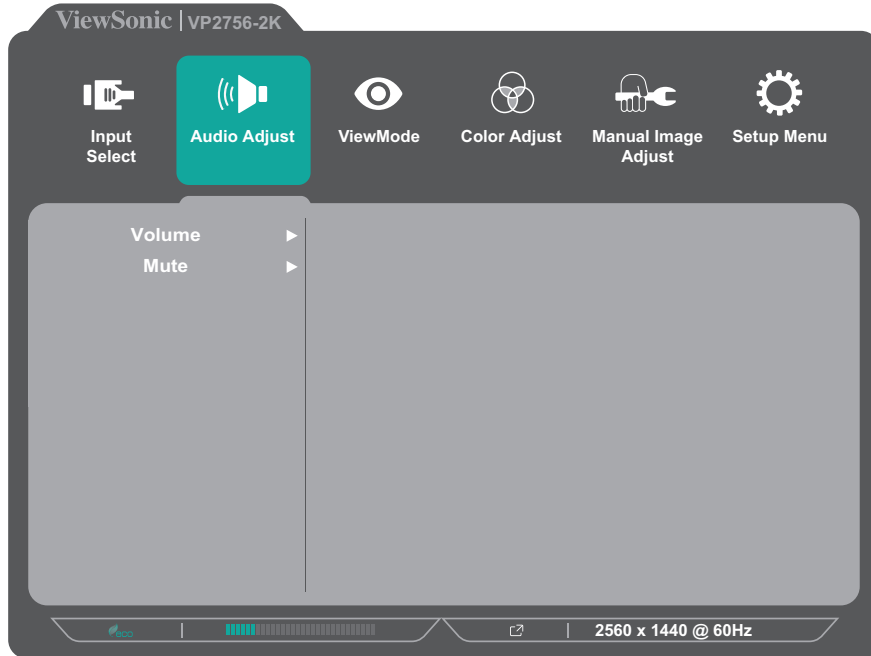 ViewSonic | VP2756-2K
Input Select
Audio Adjust
ViewMode
Color Adjust
Manual Image Adjust
Setup Menu
Volume
Mute
eco
2560 x 1440 @ 60Hz